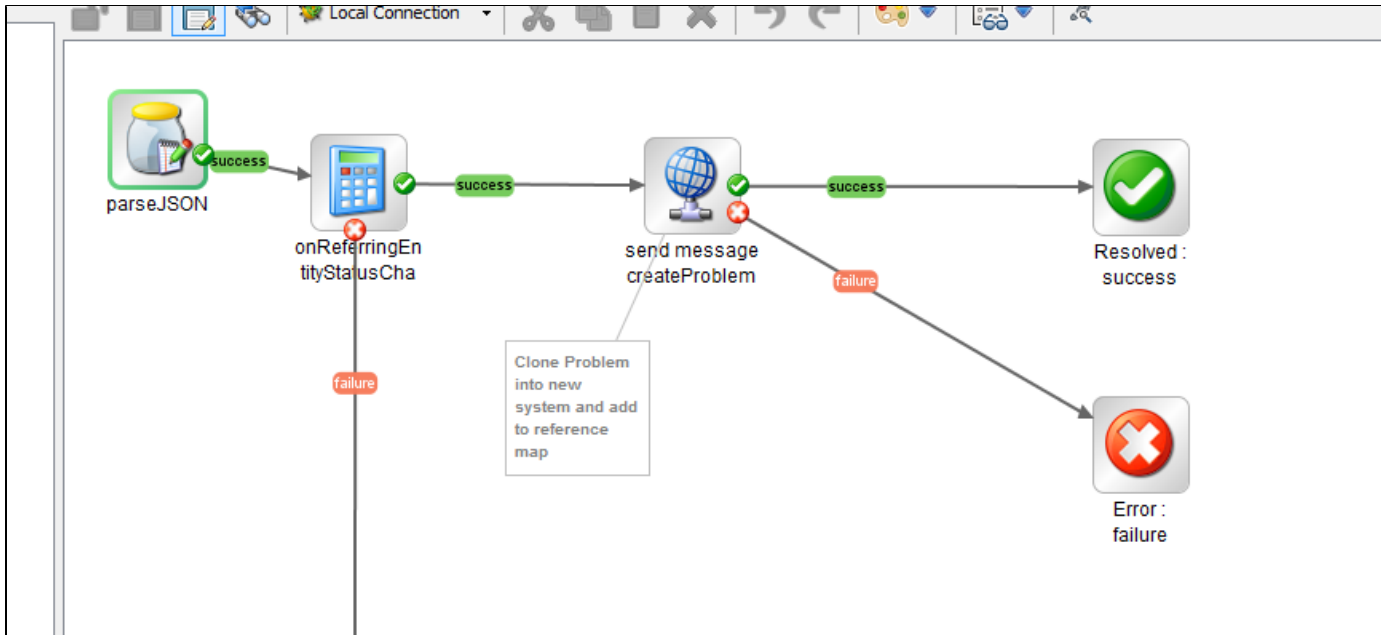 Local Connection
success
parseJSON
success
onReferringEn
tityStatusCha
success
send message
createProblem
failure
Resolved :
success
failure
Clone Problem
into new
system and add
to reference
map
Error :
failure